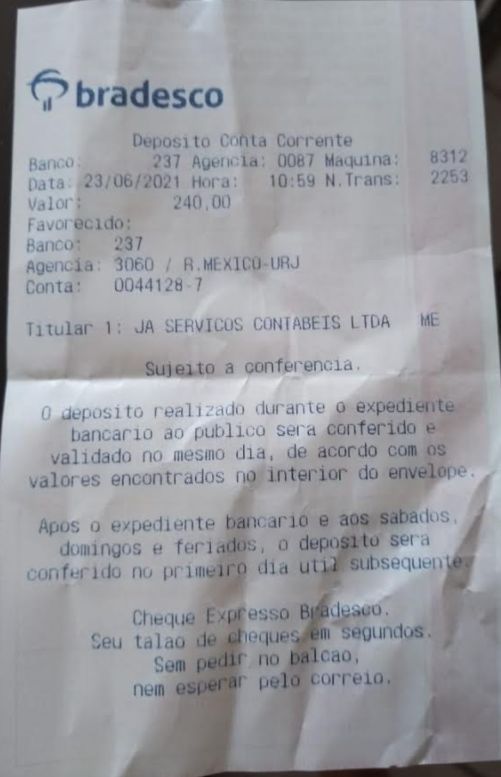 bradesco
Deposito Conta Corrente
Banco: 237 Agencia: 0087 Maquina: 8312
Data: 23/06/2021 Hora: 10:59 N.Trans: 2253
Valor: 240,00
Favorecido:
Banco: 237
Agencia: 3060 / R.MEXICO-URJ
Conta: 0044128-7
Titular 1: JA SERVICOS CONTABEIS LTDA ME
Sujeito a conferencia.
O deposito realizado durante o expediente
bancario ao publico sera conferido e
validado no mesmo dia, de acordo com os
valores encontrados no interior do envelope.
Apos o expediente bancario e aos sabados,
domingos e feriados, o deposito sera
conferido no primeiro dia util subsequente.
Cheque Expresso Bradesco.
Seu talao de cheques em segundos.
Sem pedir no balcao,
nem esperar pelo correio.